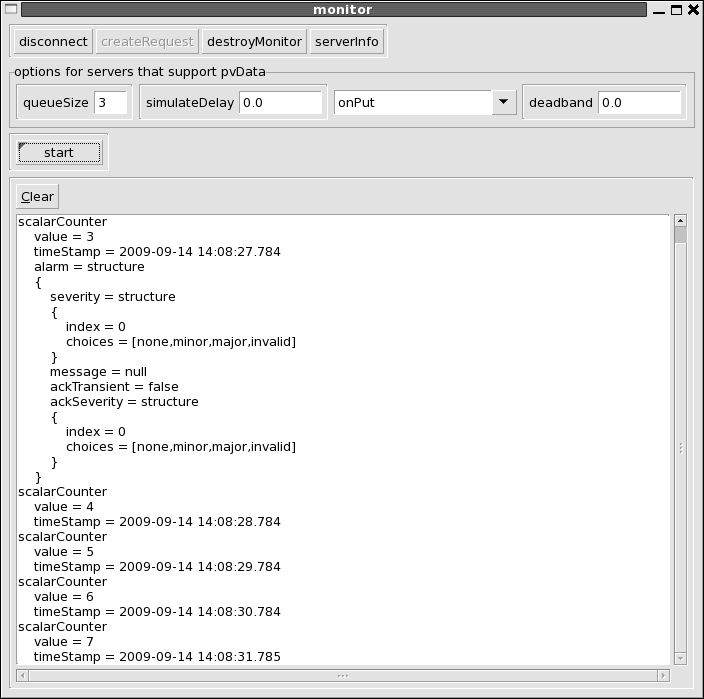 monitor
disconnect createRequest destroyMonitor serverInfo
options for servers that support pvData
queueSize 3 simulateDelay 0.0 onPut deadband 0.0
start
Clear
scalarCounter
value = 3
timeStamp = 2009-09-14 14:08:27.784
alarm = structure
{
severity = structure
{
index = 0
choices = [none,minor,major,invalid]
}
message = null
ackTransient = false
ackSeverity = structure
{
index = 0
choices = [none,minor,major,invalid]
}
}
scalarCounter
value = 4
timeStamp = 2009-09-14 14:08:28.784
scalarCounter
value = 5
timeStamp = 2009-09-14 14:08:29.784
scalarCounter
value = 6
timeStamp = 2009-09-14 14:08:30.784
scalarCounter
value = 7
timeStamp = 2009-09-14 14:08:31.785